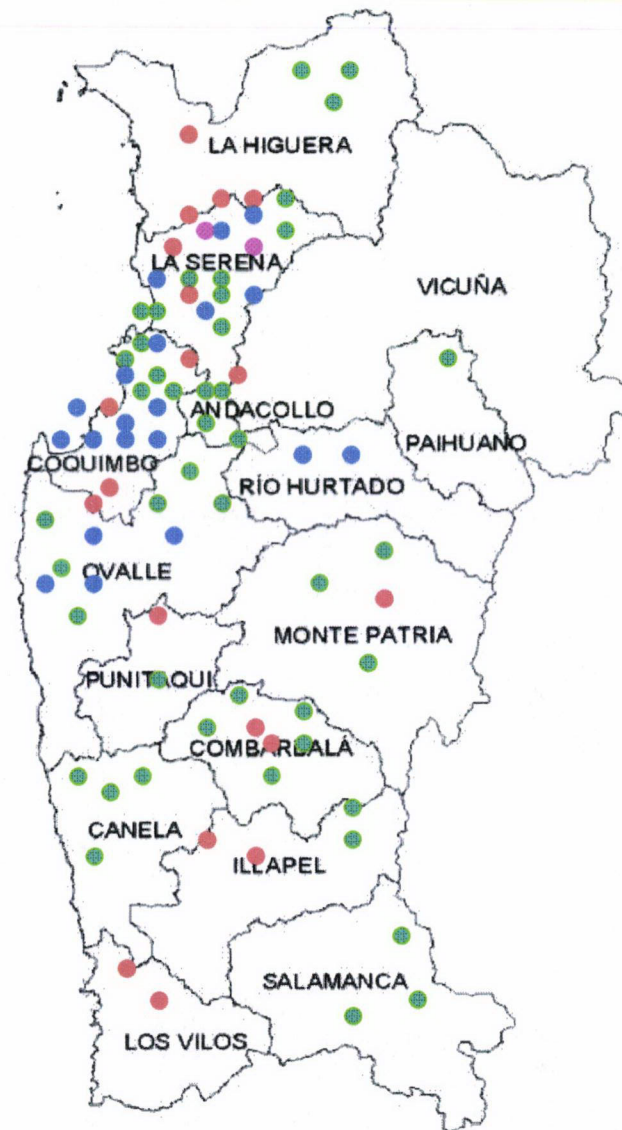 LA HIGUERA
LA SERENA
VICUÑA
ANDACOLLO
PAIHUANO
COQUIMBO
RÍO HURTADO
OVALLE
MONTE PATRIA
PUNITAQUI
COMBARBALÁ
CANELA
ILLAPEL
SALAMANCA
LOS VILOS